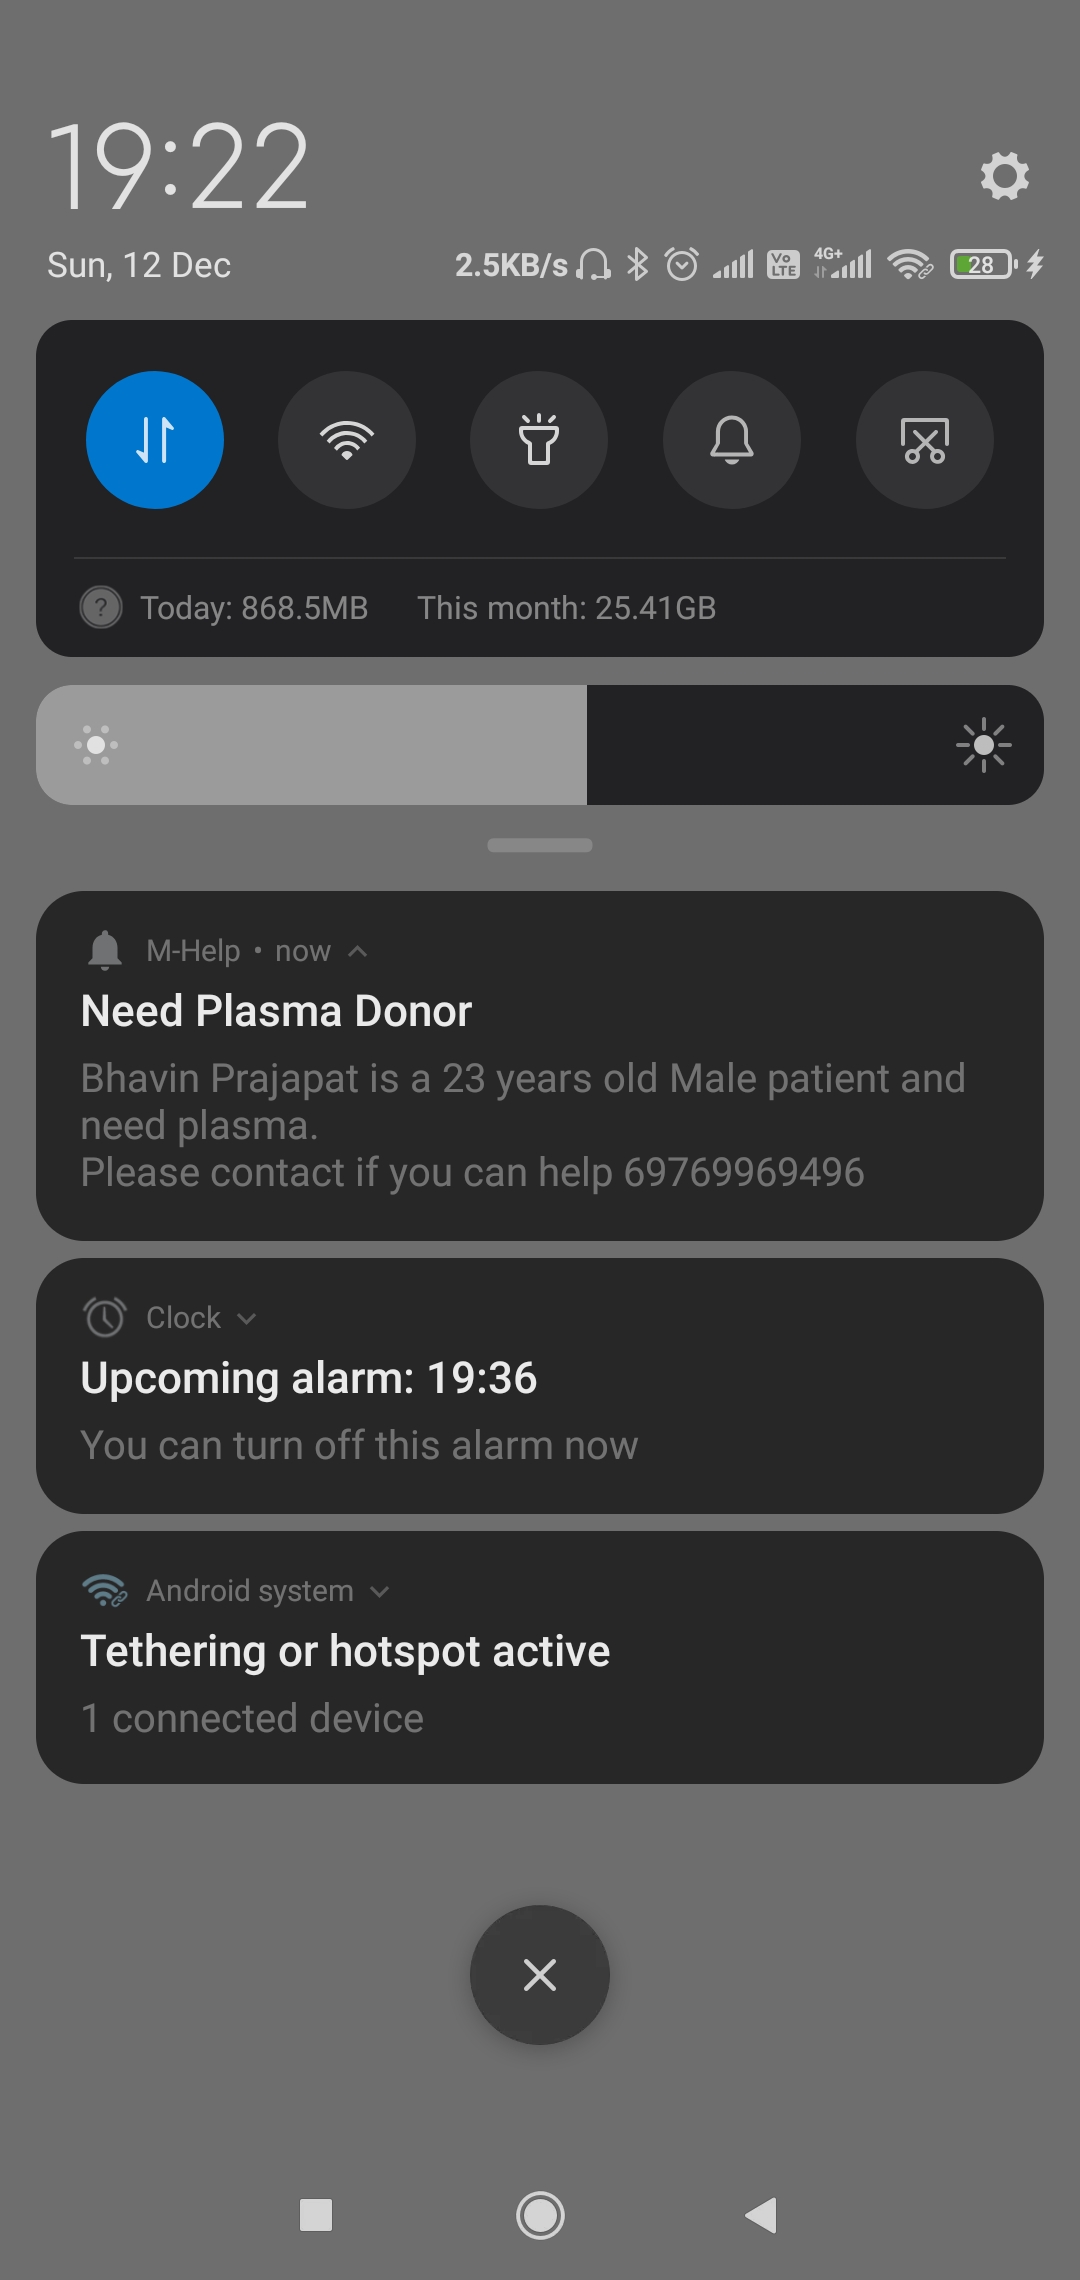 19:22
Sun, 12 Dec
2.5KB/s Vo LTE 4G+ 28
? Today: 868.5MB This month: 25.41GB
M-Help • now
Need Plasma Donor
Bhavin Prajapat is a 23 years old Male patient and
need plasma.
Please contact if you can help 69769969496
Clock
Upcoming alarm: 19:36
You can turn off this alarm now
Android system
Tethering or hotspot active
1 connected device